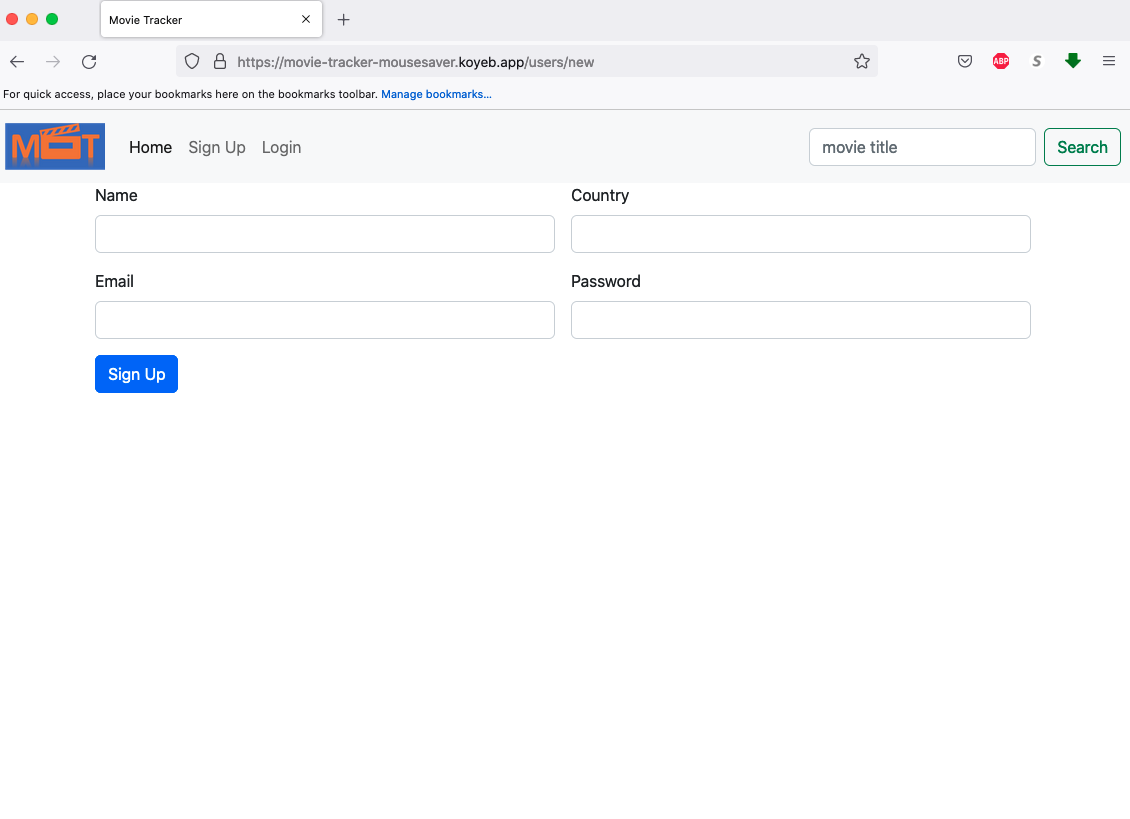 Movie Tracker
https://movie-tracker-mousesaver.koyeb.app/users/new
ABP
S
For quick access, place your bookmarks here on the bookmarks toolbar. Manage bookmarks...
MOT Home Sign Up Login movie title Search
Name Country
Email Password
Sign Up